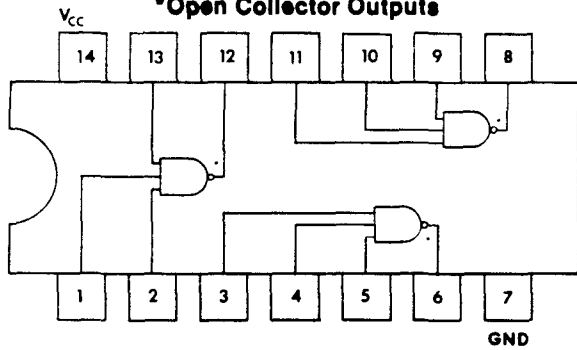 *Open Collector Outputs
VCC
14 13 12 11 10 9 8
1 2 3 4 5 6 7
GND